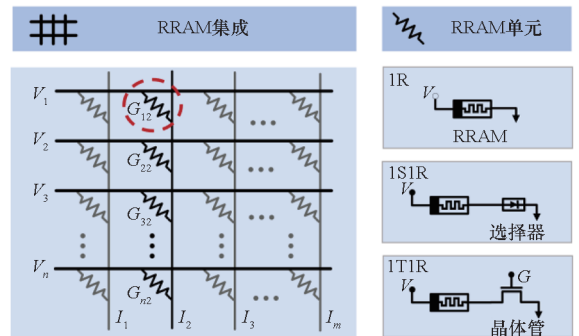 RRAM集成
RRAM单元
V1
G12
V2
G22
V3
G32
Vn
Gn2
I1
I2
I3
Im
1R
V
RRAM
1S1R
V
选择器
1T1R
V
G
晶体管